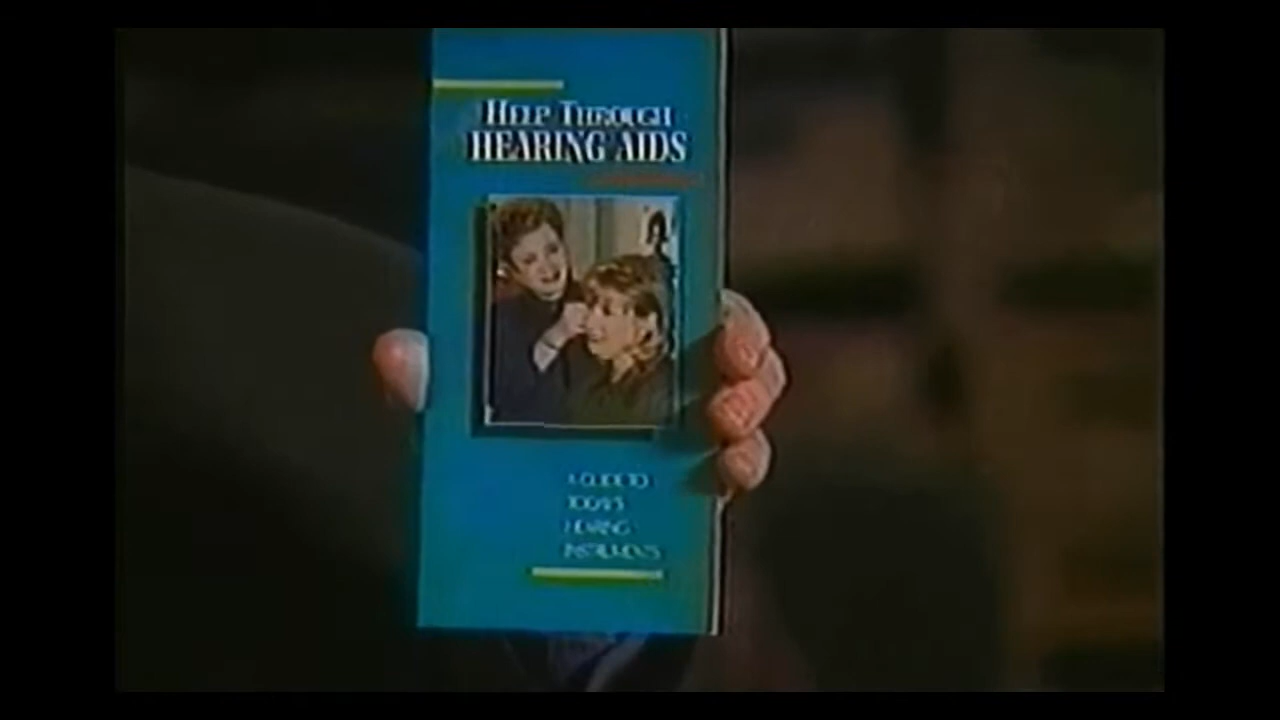 HELP THROUGH
HEARING AIDS
A GUIDE TO
TODAY'S
HEARING
INSTRUMENTS